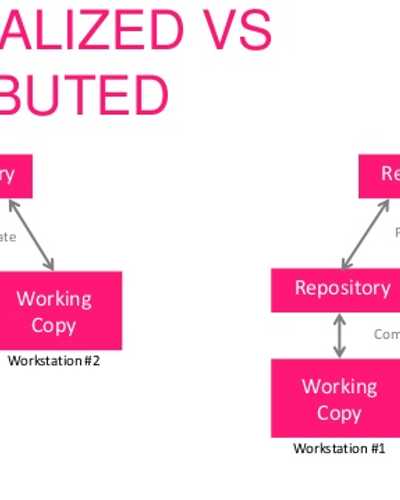 ALIZED VS
BUTED
ry
Re
ate
P
Working
Copy
Workstation #2
Repository
Com
Working
Copy
Workstation #1